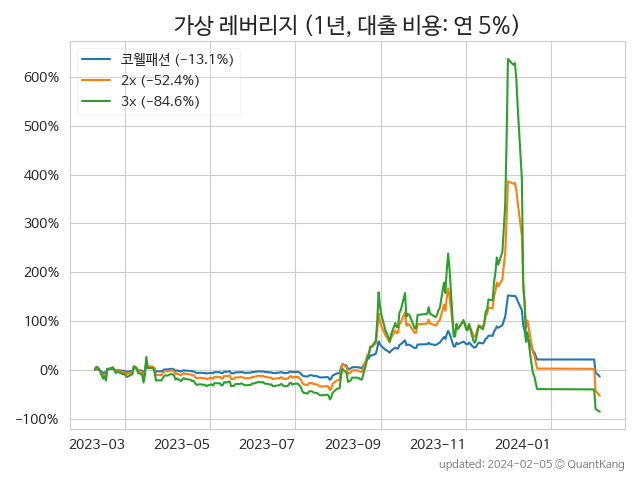 가상 레버리지 (1년, 대출 비용: 연 5%)
코웰패션 (−13.1%)
2x (−52.4%)
3x (−84.6%)
600%
500%
400%
300%
200%
100%
0%
−100%
2023-03 2023-05 2023-07 2023-09 2023-11 2024-01
updated: 2024-02-05 © QuantKang